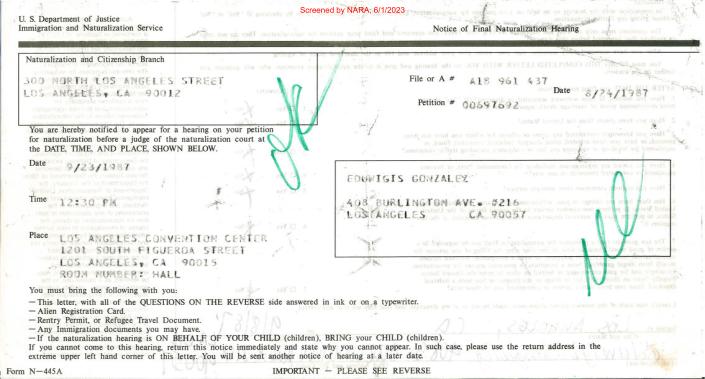 Screened by NARA, 6/1/2023
U. S. Department of Justice
Immigration and Naturalization Service
Notice of Final Naturalization Hearing
Naturalization and Citizenship Branch
300 NORTH LOS ANGELES STREET
LOS ANGELES, CA 90012
File or A # A18 961 437
Date 8/24/1987
Petition # 00697692
You are hereby notified to appear for a hearing on your petition
for naturalization before a judge of the naturalization court at
the DATE, TIME, AND PLACE, SHOWN BELOW.
Date 9/23/1987
Time 12:30 PM
Place LOS ANGELES CONVENTION CENTER
1201 SOUTH FIGUEROA STREET
LOS ANGELES, CA 90015
ROOM NUMBER: HALL
EDUWIGIS GONZALEZ
408 BURLINGTON AVE. #216
LOS ANGELES CA 90057
You must bring the following with you:
— This letter, with all of the QUESTIONS ON THE REVERSE side answered in ink or on a typewriter.
— Alien Registration Card.
— Rentry Permit, or Refugee Travel Document.
— Any Immigration documents you may have.
— If the naturalization hearing is ON BEHALF OF YOUR CHILD (children), BRING your CHILD (children).
If you cannot come to this hearing, return this notice immediately and state why you cannot appear. In such case, please use the return address in the
extreme upper left hand corner of this letter. You will be sent another notice of hearing at a later date.
Form N—445A
IMPORTANT — PLEASE SEE REVERSE